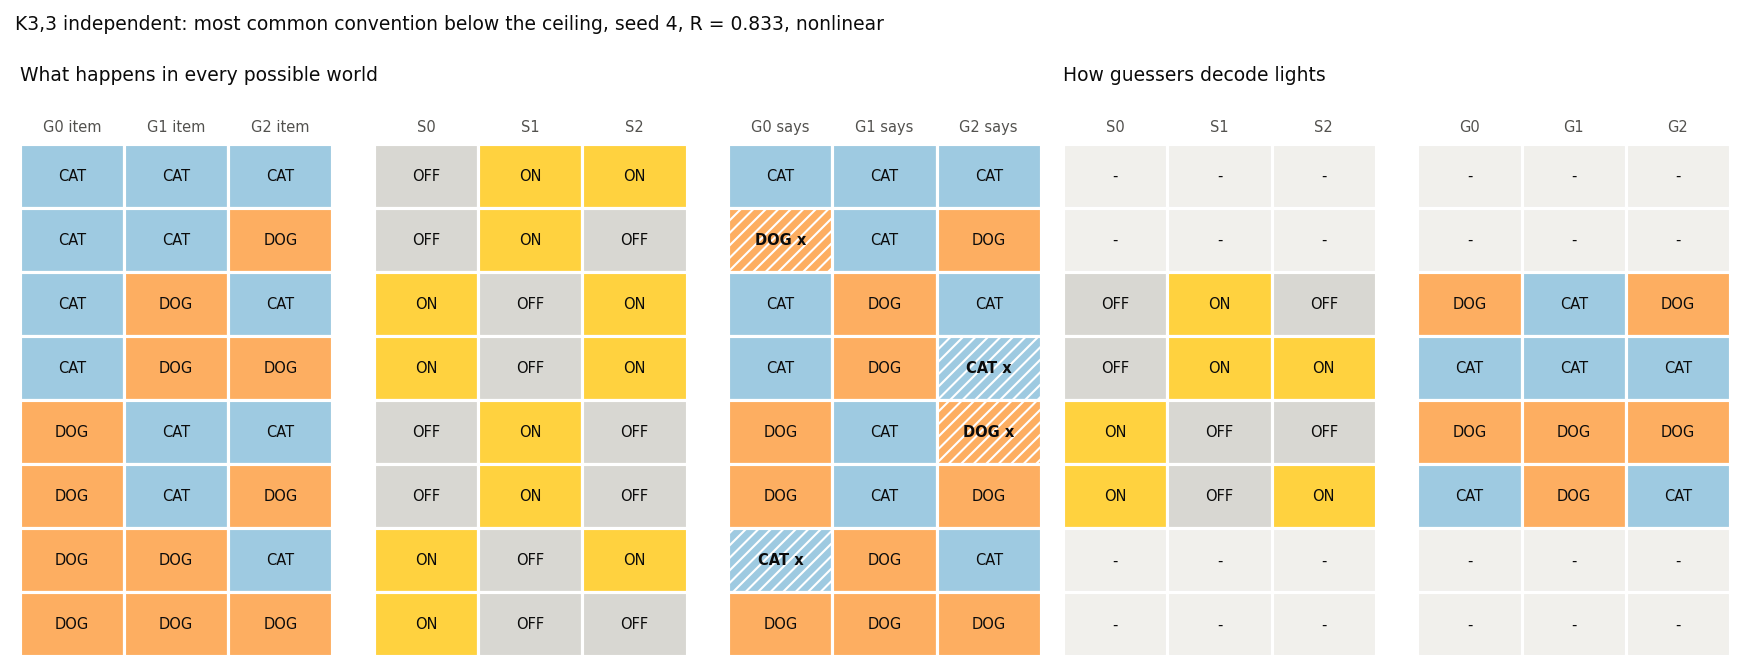 K3,3 independent: most common convention below the ceiling, seed 4, R = 0.833, nonlinear
What happens in every possible world How guessers decode lights
G0 item G1 item G2 item S0 S1 S2 G0 says G1 says G2 says S0 S1 S2 G0 G1 G2
CAT CAT CAT OFF ON ON CAT CAT CAT - - - - - -
CAT CAT DOG OFF ON OFF DOG x CAT DOG - - - - - -
CAT DOG CAT ON OFF ON CAT DOG CAT OFF ON OFF DOG CAT DOG
CAT DOG DOG ON OFF ON CAT DOG CAT x OFF ON ON CAT CAT CAT
DOG CAT CAT OFF ON OFF DOG CAT DOG x ON OFF OFF DOG DOG DOG
DOG CAT DOG OFF ON OFF DOG CAT DOG ON OFF ON CAT DOG CAT
DOG DOG CAT ON OFF ON CAT x DOG CAT - - - - - -
DOG DOG DOG ON OFF OFF DOG DOG DOG - - - - - -